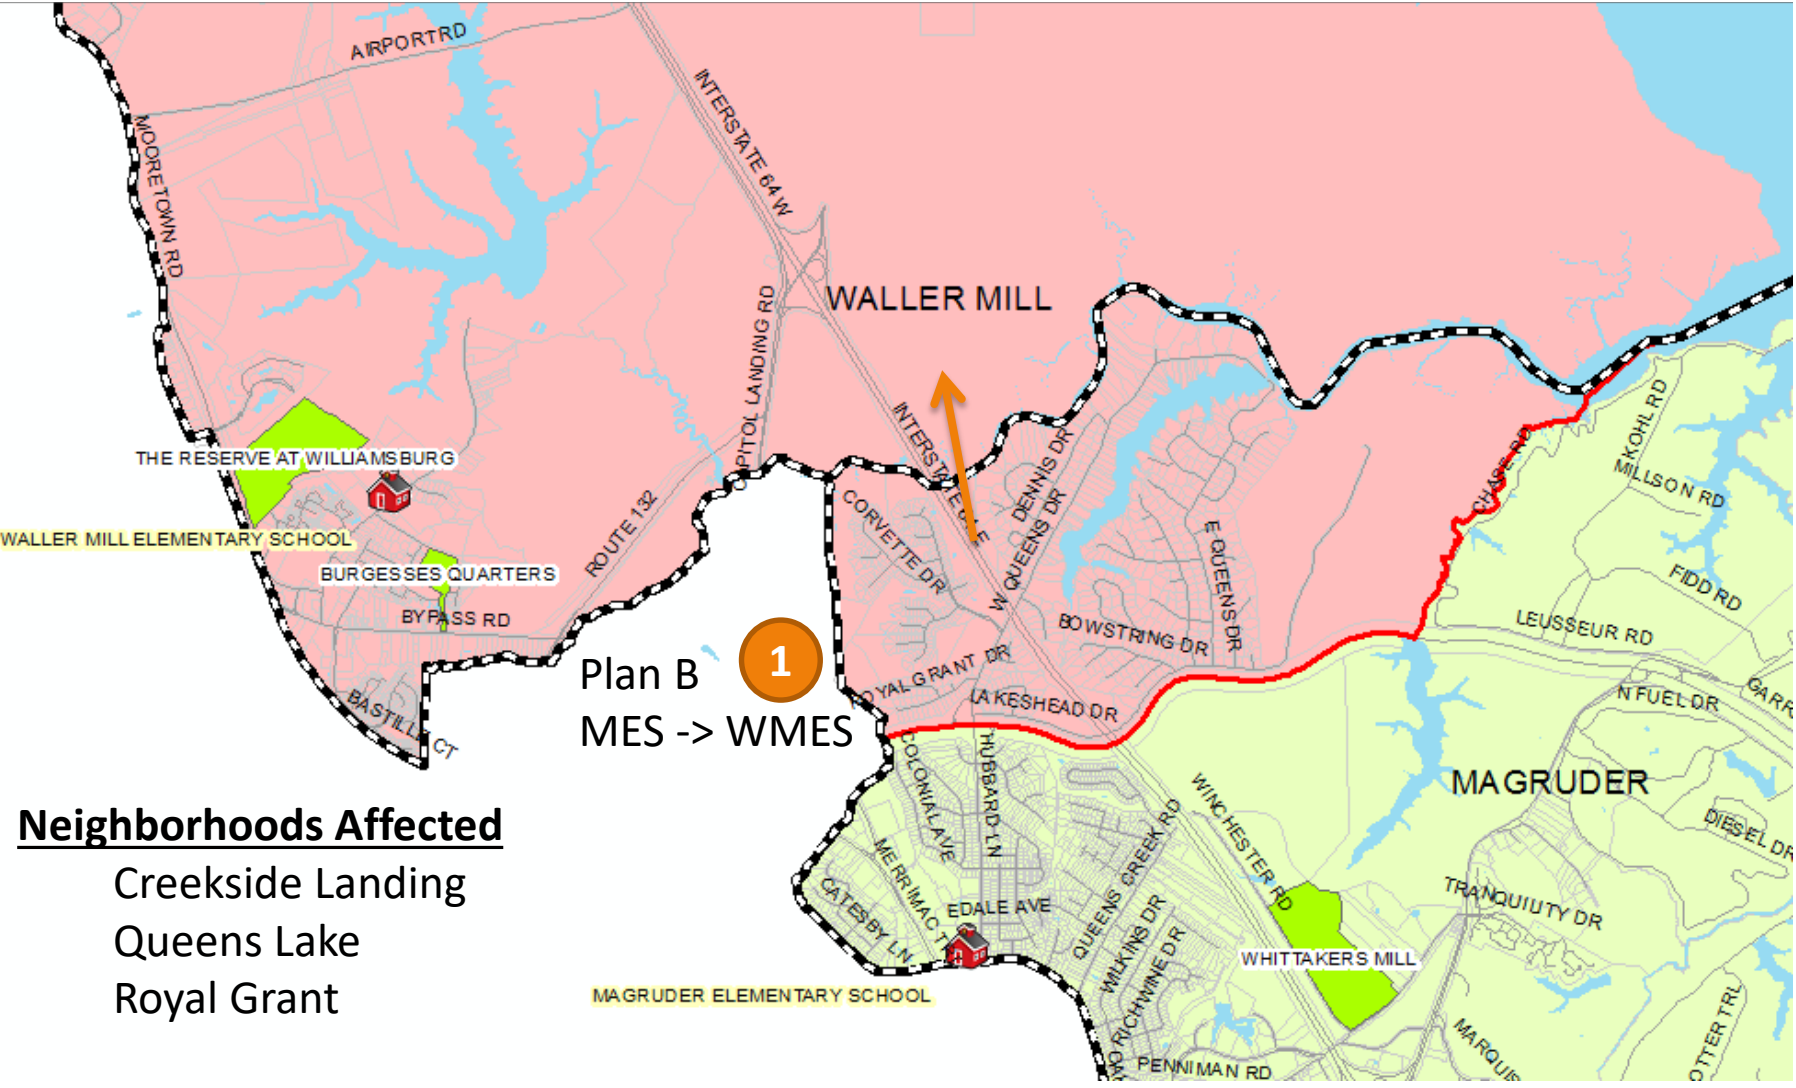 AIRPORT RD
INTERSTATE 64 W
MOORETOWN RD
WALLER MILL
CAPITOL LANDING RD
INTERSTATE 64 E
KOHL RD
THE RESERVE AT WILLIAMSBURG
DENNIS DR
CHASE RD
MILLSON RD
CORVETTE DR
W QUEENS DR
E QUEENS DR
WALLER MILL ELEMENTARY SCHOOL
ROUTE 132
BURGESSES QUARTERS
FIDD RD
BYPASS RD
BOWSTRING DR
LEUSSEUR RD
Plan B
1
MES -> WMES
ROYAL GRANT DR
LAKESHEAD DR
N FUEL DR
GARR
BASTILLE CT
COLONIAL AVE
HUBBARD LN
WINCHESTER RD
MAGRUDER
Neighborhoods Affected
Creekside Landing
Queens Lake
Royal Grant
DIESEL DR
MERRIMAC T
QUEENS CREEK RD
CATESBY LN
EDALE AVE
TRANQUILITY DR
WILKINS DR
RICHWINE DR
WHITTAKERS MILL
MAGRUDER ELEMENTARY SCHOOL
OTTER TRL
MARQUIS
PENNIMAN RD